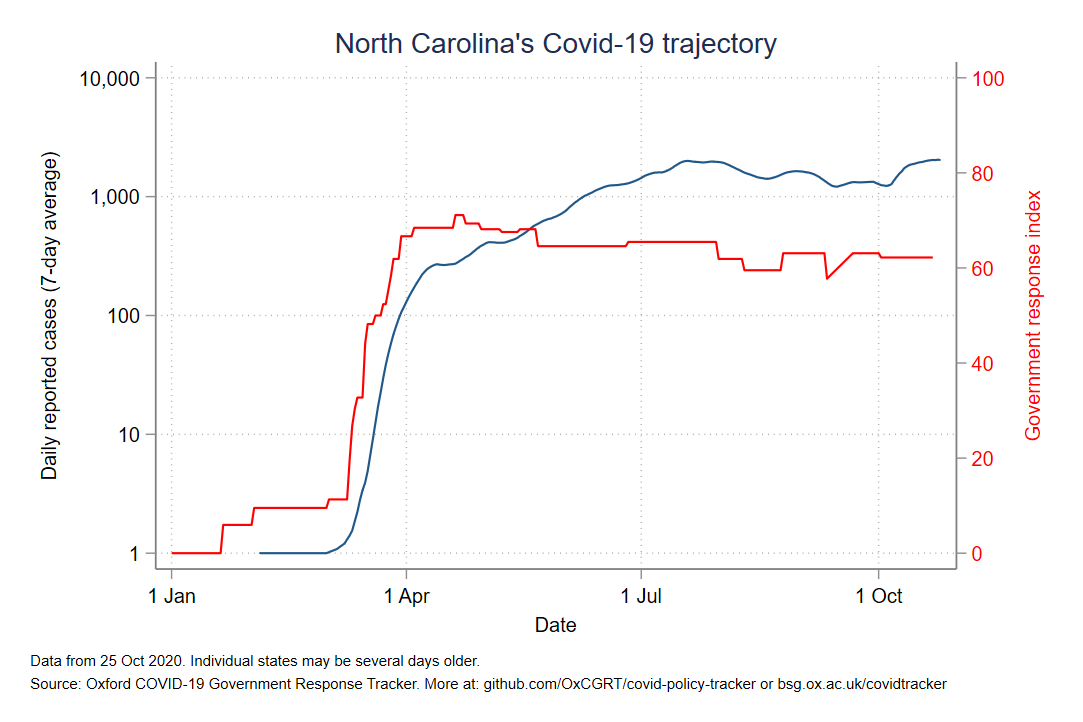 North Carolina's Covid-19 trajectory
10,000
1,000
100
10
1
Daily reported cases (7-day average)
100
80
60
40
20
0
Government response index
1 Jan
1 Apr
1 Jul
1 Oct
Date
Data from 25 Oct 2020. Individual states may be several days older.
Source: Oxford COVID-19 Government Response Tracker. More at: github.com/OxCGRT/covid-policy-tracker or bsg.ox.ac.uk/covidtracker